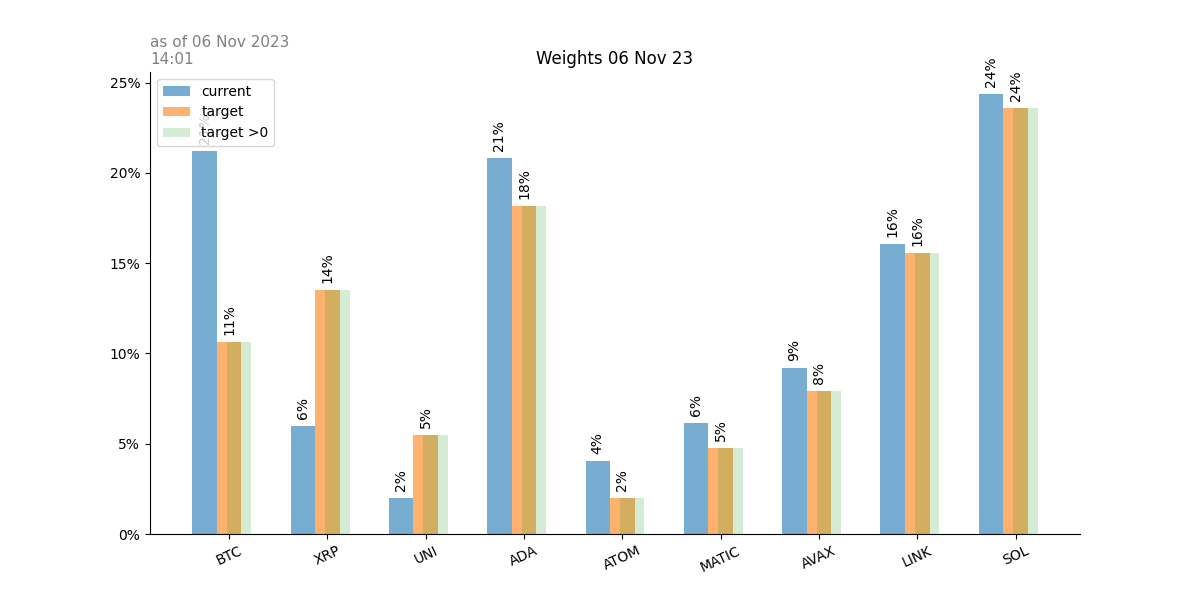 as of 06 Nov 2023
14:01
Weights 06 Nov 23
25%
20%
15%
10%
5%
0%
current
target
target >0
21%
11%
6%
14%
2%
5%
21%
18%
4%
2%
6%
5%
9%
8%
16%
16%
24%
24%
BTC
XRP
UNI
ADA
ATOM
MATIC
AVAX
LINK
SOL